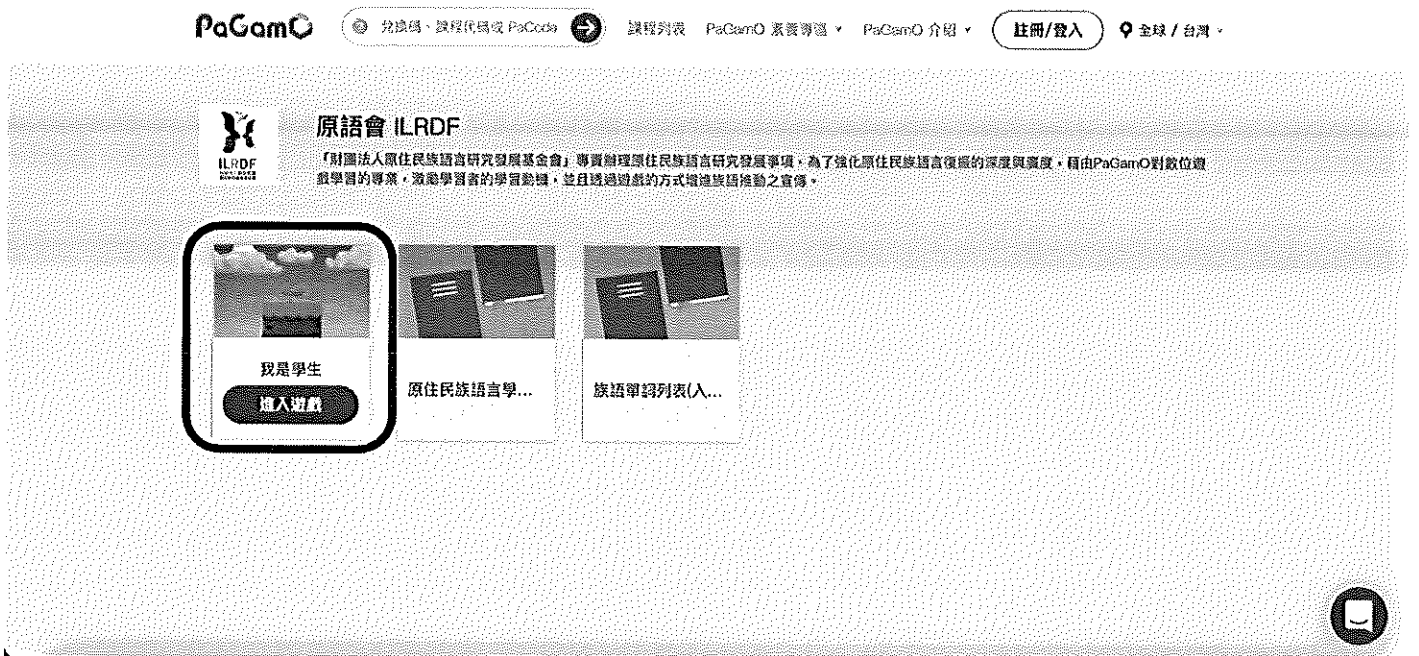 PaGamO
兌換碼、課程代碼或 PaCode
課程列表
PaGamO 素養專區
PaGamO 介紹
註冊/登入
全球 / 台灣
ILRDF
原語會 ILRDF
「財團法人原住民族語言研究發展基金會」專責辦理原住民族語言研究發展事項，為了強化原住民族語言復振的深度與廣度，藉由PaGamO對數位遊
戲學習的專業，激勵學習者的學習動機，並且透過遊戲的方式增進族語推動之宣傳。
我是學生
進入遊戲
原住民族語言學...
族語單詞列表(入...